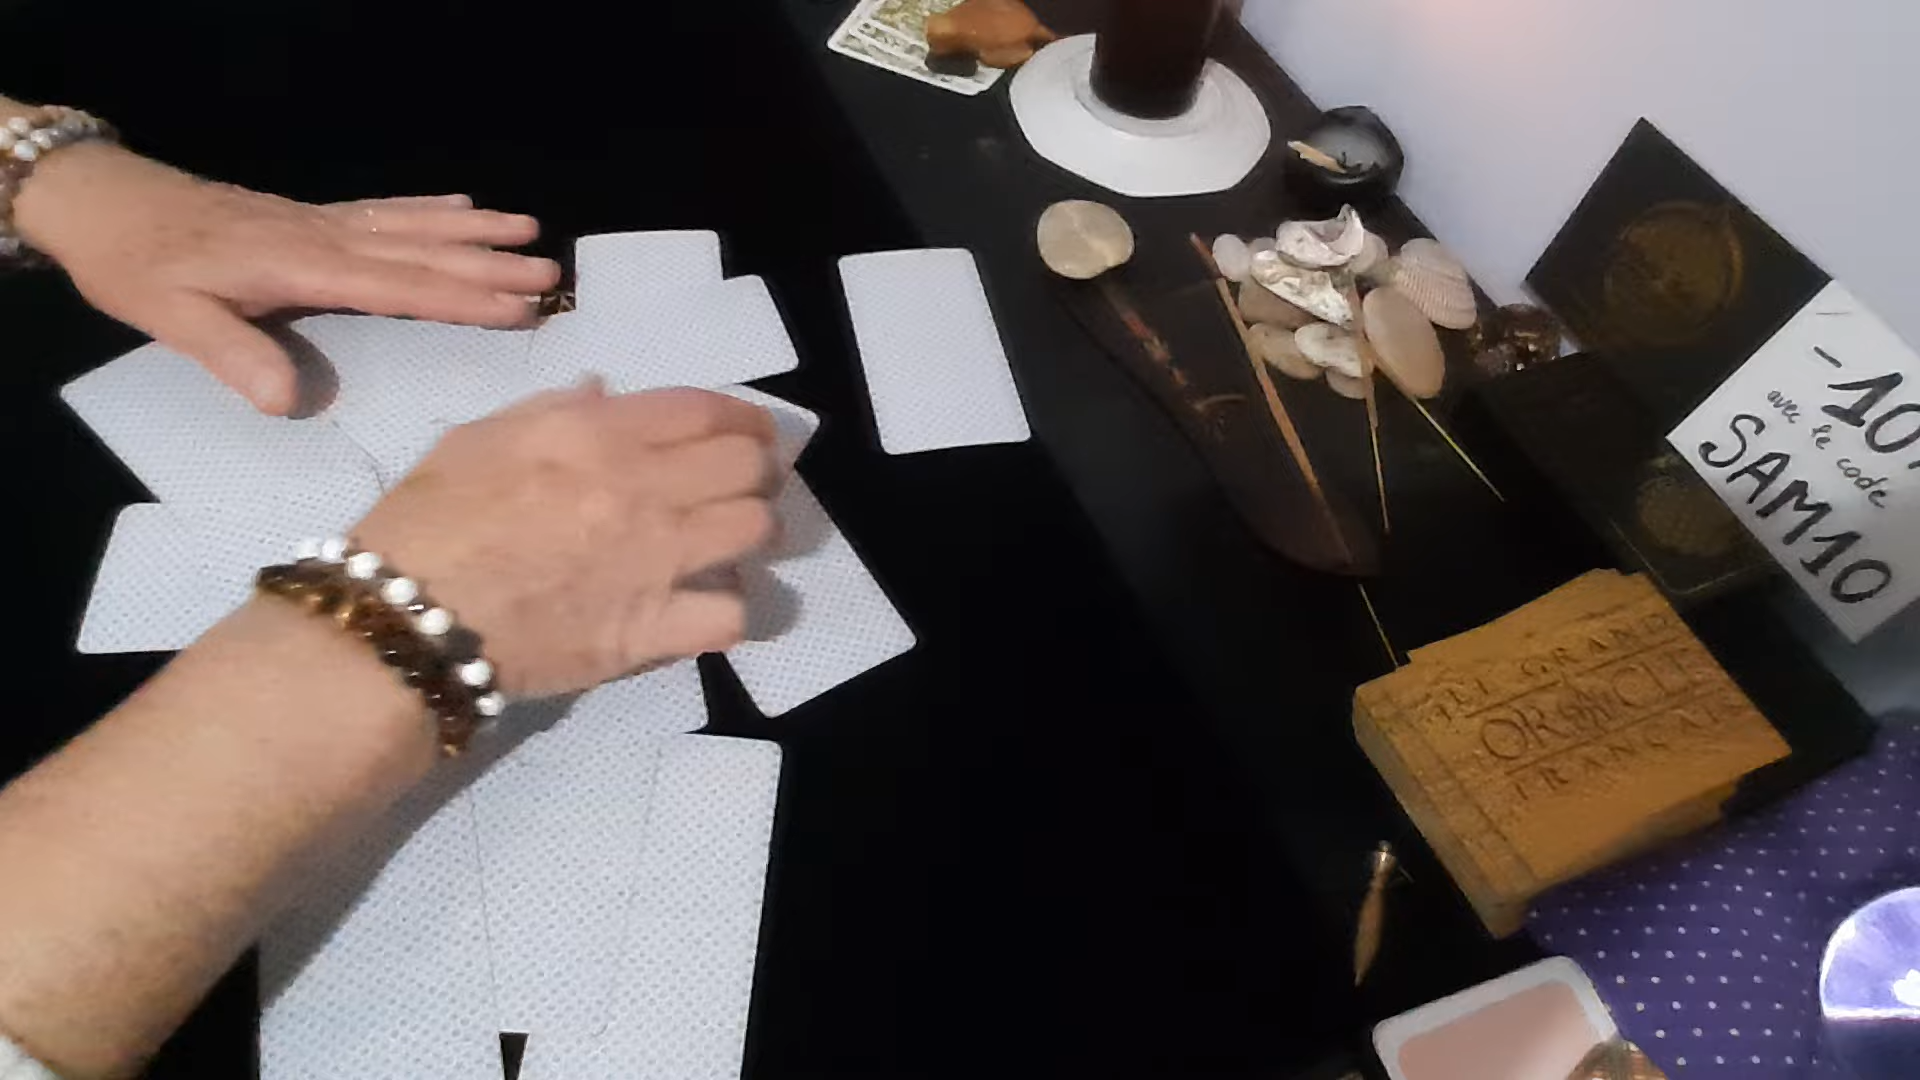 -10%
avec le code
SAM10
LE GRAND
ORACLE
FRANÇAIS